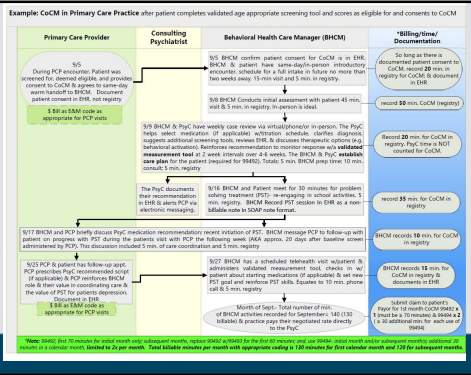 Example: CoCM in Primary Care Practice after patient completes validated age appropriate screening tool and scores as eligible for and consents to CoCM
Primary Care Provider
Consulting
Psychiatrist
Behavioral Health Care Manager (BHCM)
*Billing/time/
Documentation
9/5
During PCP encounter. Patient was
screened for, deemed eligible, and provides
consent to CoCM & agrees to same-day
warm handoff to BHCM. Document
patient consent in EHR, not registry
$ Bill as E&M code as
appropriate for PCP visits
9/5 BHCM confirm patient consent for CoCM is in EHR.
BHCM & patient have same-day/in-person introductory
encounter, schedule for a full intake in future no more than
two weeks away. 15-min visit and 5 min. in registry.
So long as there is
documented patient consent to
CoCM, record 20 min. in
registry for CoCM; & document
in EHR
9/8 BHCM Conducts initial assessment with patient 45 min.
visit & 5 min. in registry. In-person is ideal.
record 50 min. CoCM (registry)
9/9 BHCM & PsyC have weekly case review via virtual/phone/ or in-person. The PsyC
helps select medication (if applicable) w/titration schedule, clarifies diagnosis,
suggests additional screening tools, reviews EHR, & discusses therapeutic options (e.g.
behavioral activation). Reinforces recommendation to monitor response w/a validated
measurement tool at 2 week intervals over 4-6 weeks. The BHCM & PsyC establish
care plan for the patient (required for 99492). Totals: 5 min. BHCM prep time; 10 min.
consult; 5 min. registry.
Record 20 min. for CoCM in
registry; PsyC time is NOT
counted for CoCM.
The PsyC documents
their recommendation
in EHR & alerts PCP via
electronic messaging.
9/16 BHCM and Patient meet for 30 minutes for problem
solving treatment (PST)- re-engaging in school activities, 5
min. registry. BHCM Record PST session in EHR as a non-
billable note in SOAP note format.
record 35 min. for CoCM in
registry
9/17 BHCM and PCP briefly discuss PsyC medication recommendation; recent initiation of PST. BHCM message PCP to follow-up with
patient on progress with PST during the patients visit with PCP the following week (AKA approx. 20 days after baseline screen
administered by PCP). This discussion included 5 min. of care coordination and 5 min. registry
BHCM records 10 min. for CoCM
in registry
9/25 PCP & patient has follow-up appt.
PCP prescribes PsyC recommended script
(if applicable) & PCP reinforces BHCM
role & their value in coordinating care &
the value of PST for patients depression.
Document in EHR
$ Bill as E&M code as
appropriate for PCP visits
9/27 BHCM has a scheduled telehealth visit w/patient &
administers validated measurement tool, checks in w/
patient about starting medications (if applicable) & set new
PST goal and reinforce PST skills. Equates to 10 min. phone
call & 5 min. registry
BHCM records 15 min. for
CoCM in registry &
documents in EHR
Month of Sept.- Total number of min.
of BHCM activities recorded for September= 140 (130
billable) & practice pays their negotiated rate directly
to the PsyC
Submit claim to patient's
Payor for 1st month CoCM 99492 x
1 (must be ≥ 70 minutes) & 99494 x 2
(≥ 30 additional min. for each use of
99494)
*Note: 99492: first 70 minutes for initial month only; subsequent months, replace 99492 w/99493 for the first 60 minutes; and, use 99494- initial month and/or subsequent month(s) additional 30
minutes in a calendar month, limited to 2x per month. Total billable minutes per month with appropriate coding is 130 minutes for first calendar month and 120 for subsequent months.